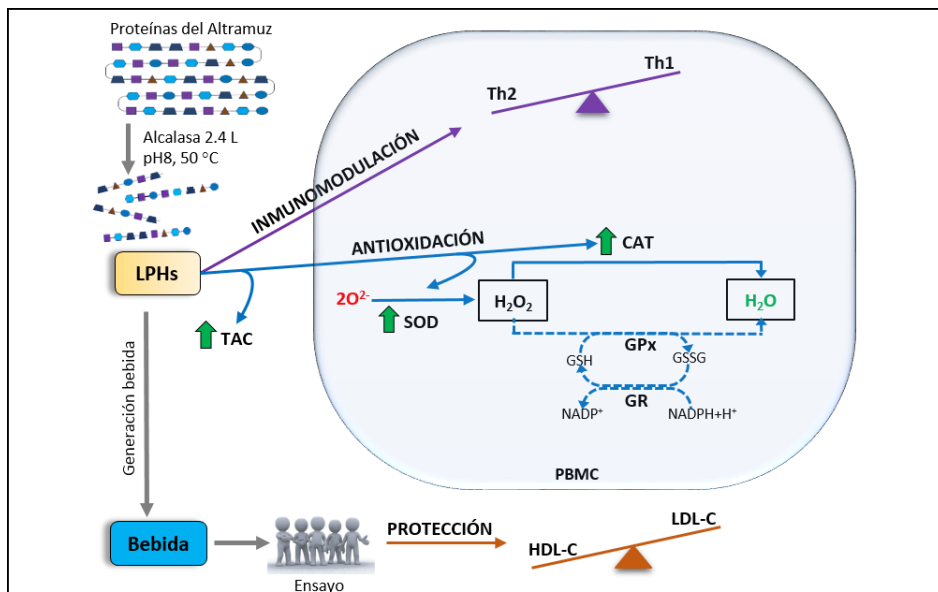 Proteínas del Altramuz
Alcalasa 2.4 L
pH8, 50 °C
LPHs
INMUNOMODULACIÓN
Th2
Th1
ANTIOXIDACIÓN
CAT
TAC
2O²⁻
SOD
H₂O₂
H₂O
GPx
GSH
GSSG
GR
NADP⁺
NADPH+H⁺
PBMC
Generación bebida
Bebida
Ensayo
PROTECCIÓN
HDL-C
LDL-C